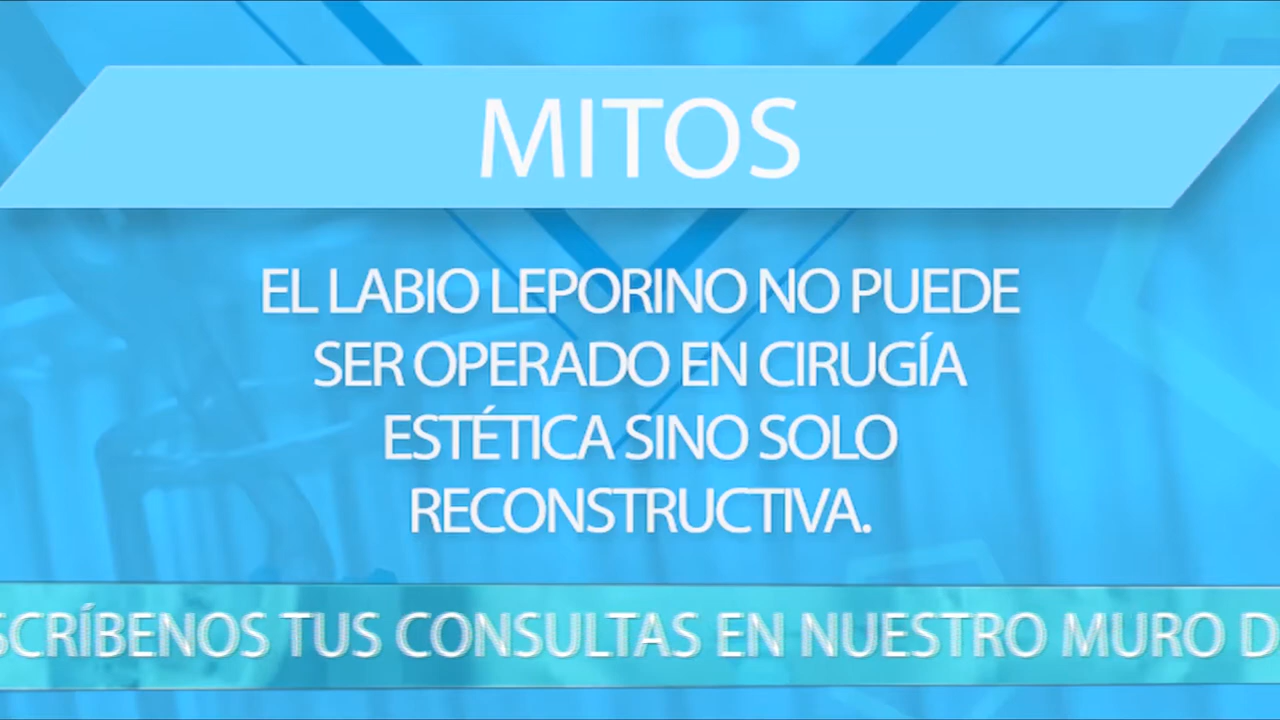 MITOS
EL LABIO LEPORINO NO PUEDE
SER OPERADO EN CIRUGÍA
ESTÉTICA SINO SOLO
RECONSTRUCTIVA.
SCRÍBENOS TUS CONSULTAS EN NUESTRO MURO D